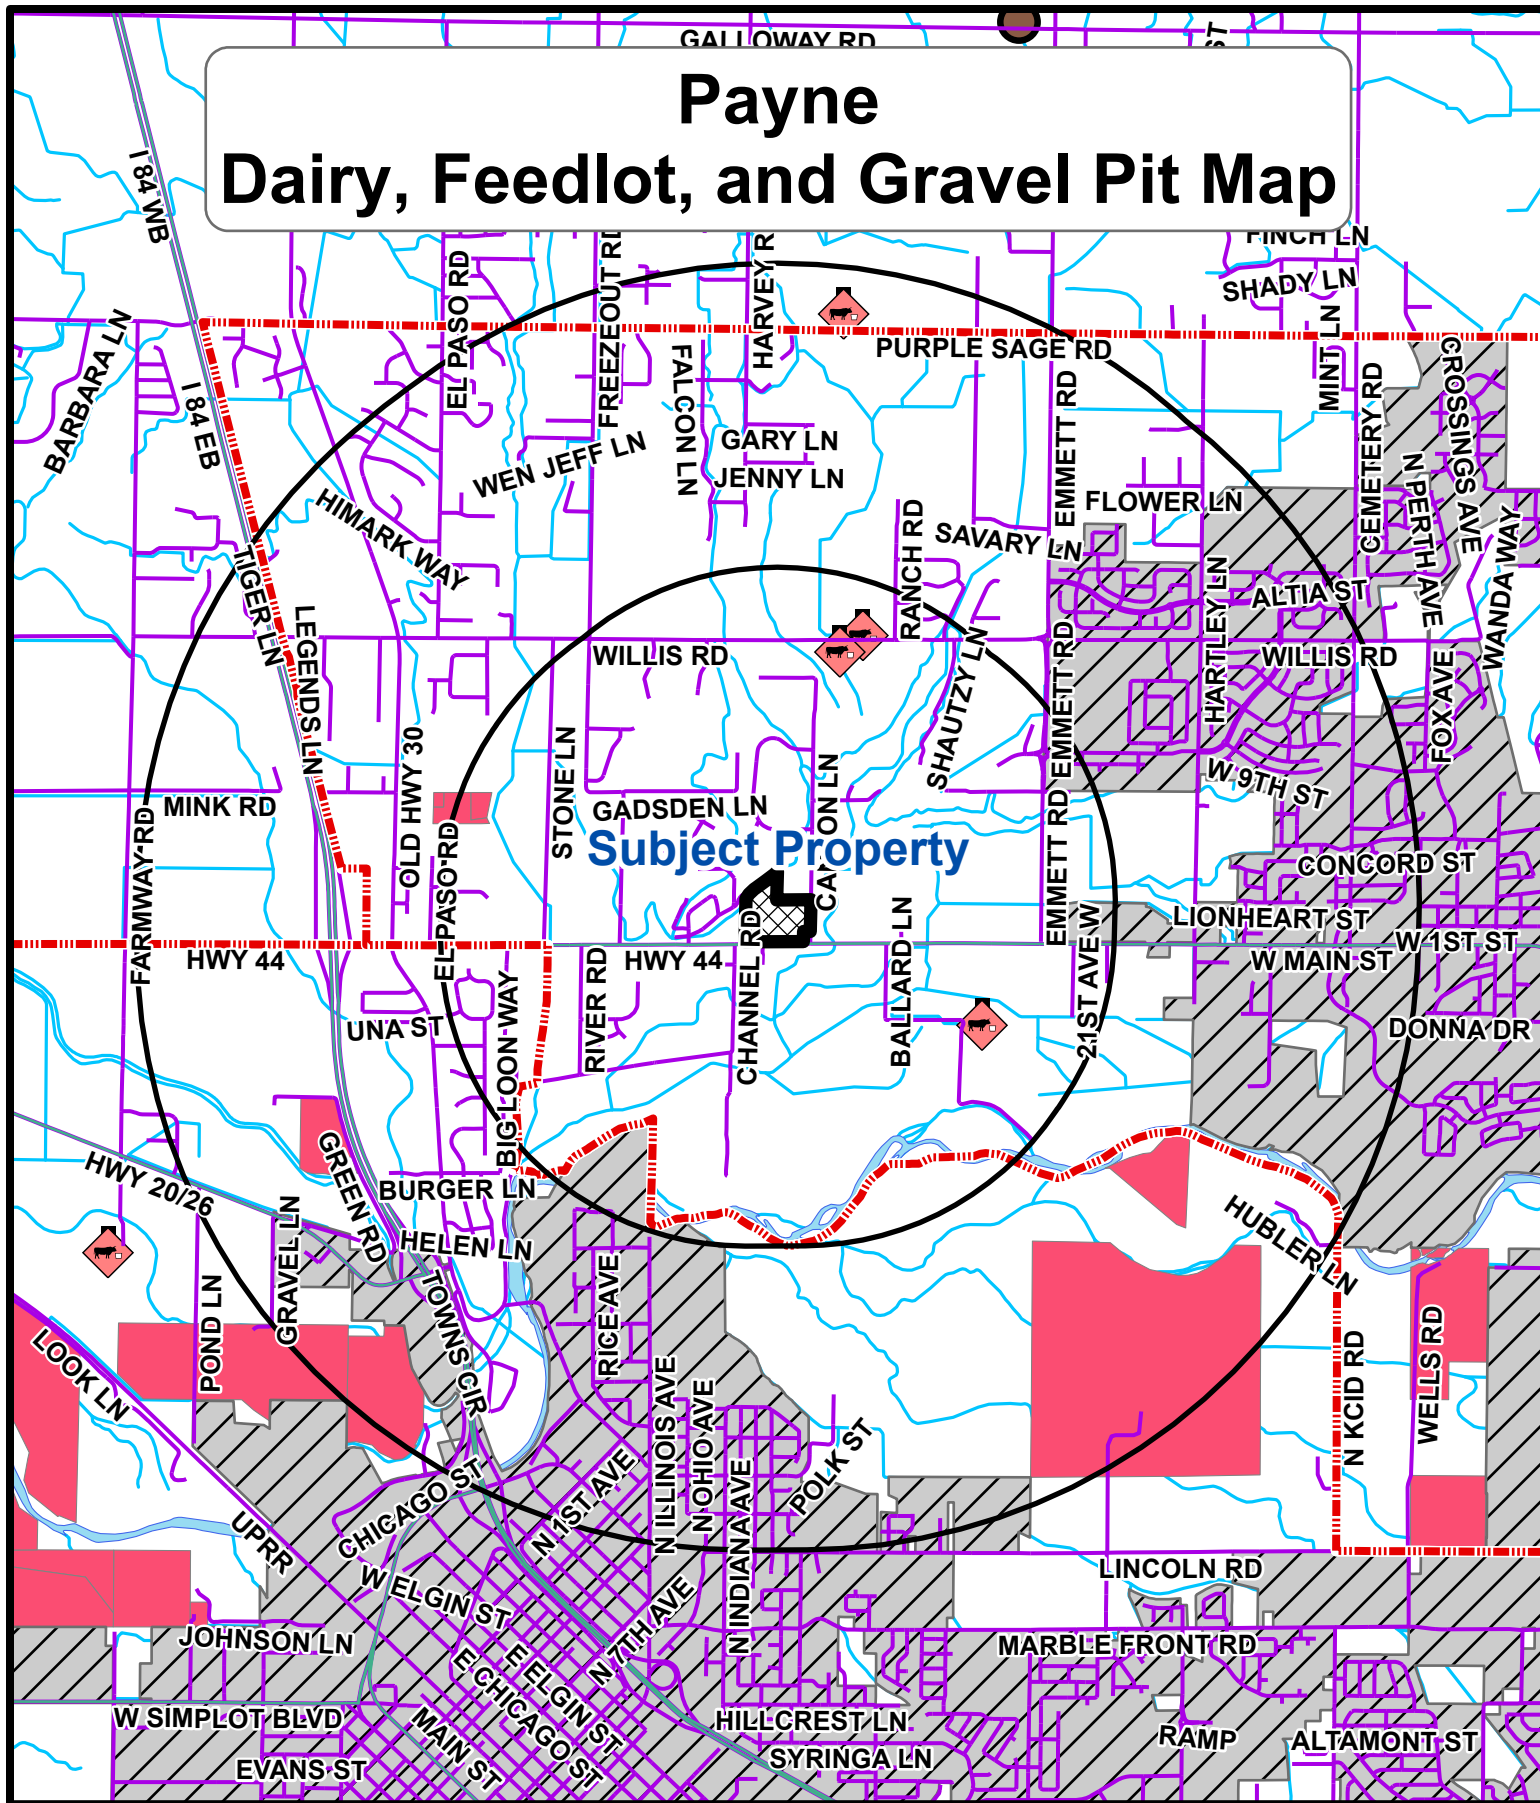 GALLOWAY RD
ST
Payne
Dairy, Feedlot, and Gravel Pit Map
I 84 WB
FINCH LN
SHADY LN
EL PASO RD
FREEZEOUT RD
HARVEY R
BARBARA LN
PURPLE SAGE RD
MINT LN
CROSSINGS AVE
FALCON LN
I 84 EB
EMMETT RD
CEMETERY RD
GARY LN
WEN JEFF LN
JENNY LN
N PERTH AVE
HIMARK WAY
FLOWER LN
RANCH RD
SAVARY LN
WANDA WAY
TIGER LN
HARTLEY LN
ALTIA ST
LEGENDS LN
WILLIS RD
SHAUTZY LN
EMMETT RD
WILLIS RD
FOX AVE
OLD HWY 30
STONE LN
EMMETT RD
W 9TH ST
MINK RD
GADSDEN LN
Subject Property
EMMETT RD
CONCORD ST
FARMWAY RD
EL PASO RD
LIONHEART ST
W 1ST ST
HWY 44
HWY 44
CHANNEL RD
BALLARD LN
21ST AVE W
W MAIN ST
UNA ST
BIG LOON WAY
RIVER RD
DONNA DR
HWY 20/26
GREEN RD
BURGER LN
HELEN LN
HUBLER LN
GRAVEL LN
POND LN
TOWNS CIR
RICE AVE
LOOK LN
N ILLINOIS AVE
N OHIO AVE
N KCID RD
WELLS RD
POLK ST
CHICAGO ST
N 1ST AVE
N INDIANA AVE
UPRR
W ELGIN ST
LINCOLN RD
N 7TH AVE
JOHNSON LN
MARBLE FRONT RD
E ELGIN ST
E CHICAGO ST
W SIMPLOT BLVD
MAIN ST
HILLCREST LN
RAMP
ALTAMONT ST
EVANS ST
SYRINGA LN